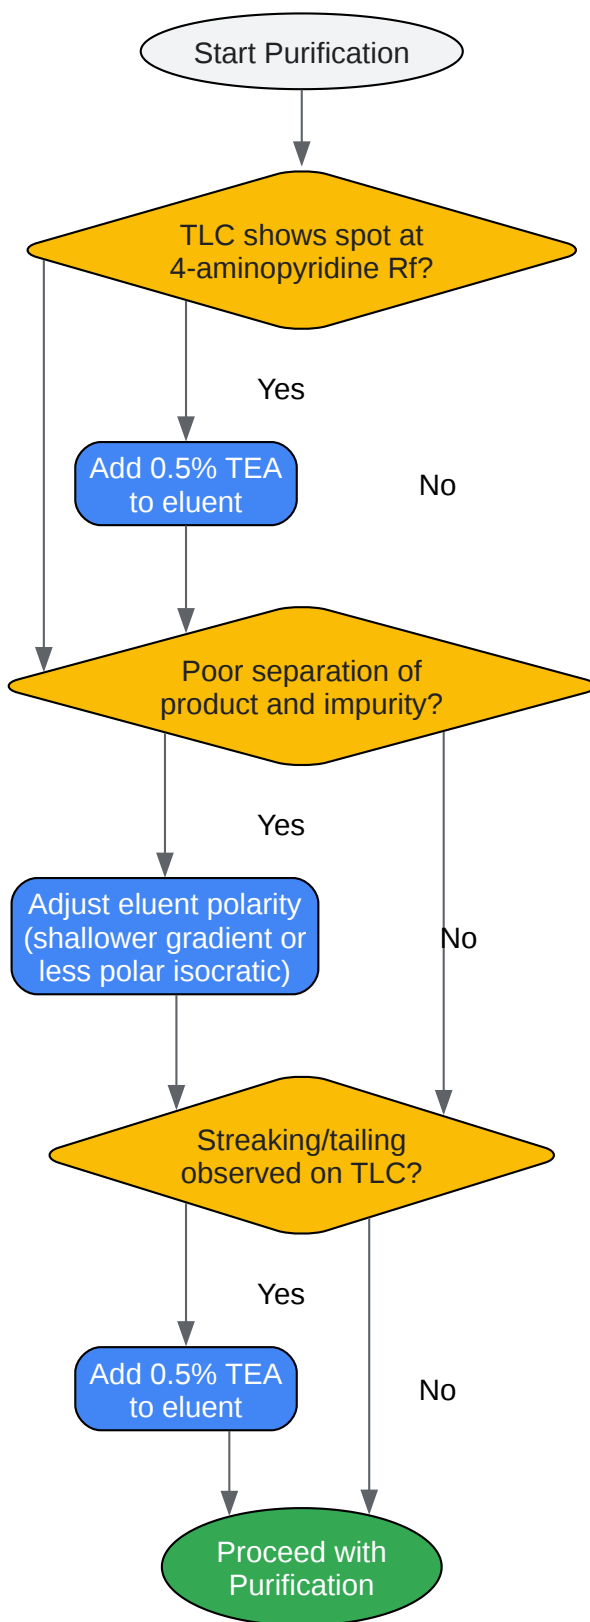 Start Purification
TLC shows spot at
4-aminopyridine Rf?
Yes
Add 0.5% TEA
to eluent
No
Poor separation of
product and impurity?
Yes
Adjust eluent polarity
(shallower gradient or
less polar isocratic)
No
Streaking/tailing
observed on TLC?
Yes
Add 0.5% TEA
to eluent
No
Proceed with
Purification